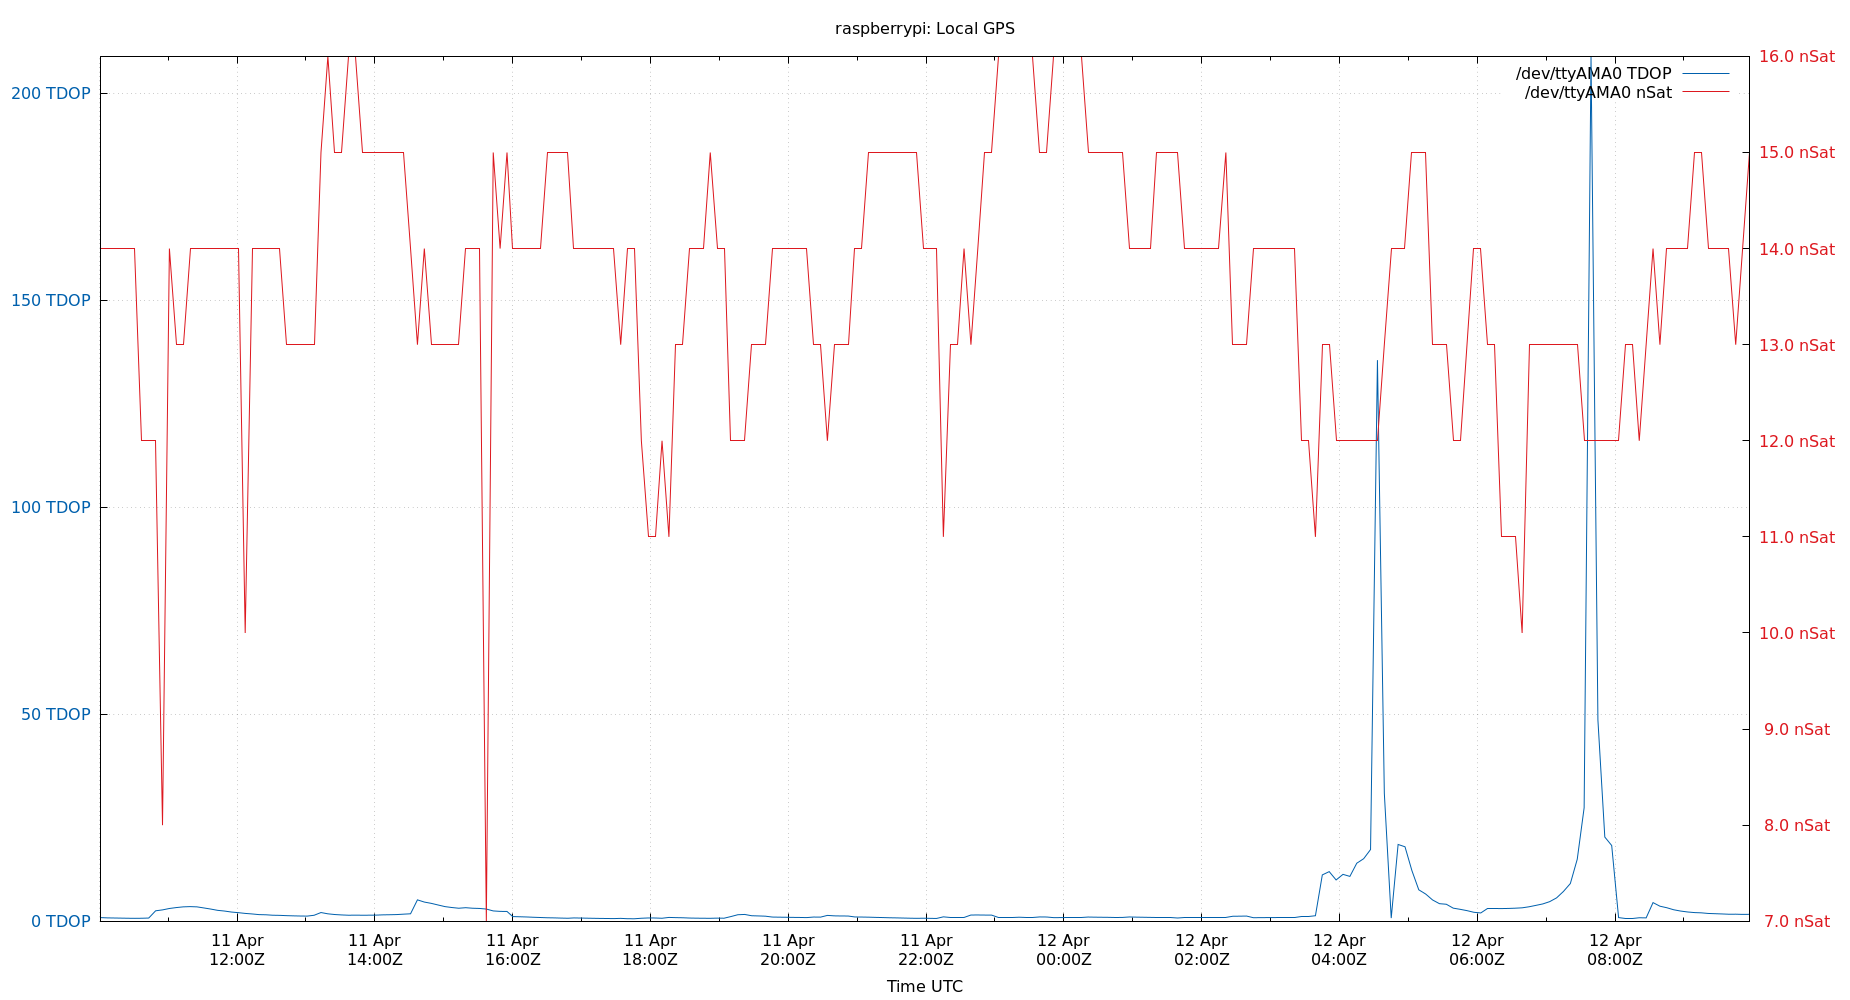 raspberrypi: Local GPS
/dev/ttyAMA0 TDOP
/dev/ttyAMA0 nSat
200 TDOP
150 TDOP
100 TDOP
50 TDOP
0 TDOP
16.0 nSat
15.0 nSat
14.0 nSat
13.0 nSat
12.0 nSat
11.0 nSat
10.0 nSat
9.0 nSat
8.0 nSat
7.0 nSat
11 Apr 11 Apr 11 Apr 11 Apr 11 Apr 11 Apr 12 Apr 12 Apr 12 Apr 12 Apr 12 Apr
12:00Z 14:00Z 16:00Z 18:00Z 20:00Z 22:00Z 00:00Z 02:00Z 04:00Z 06:00Z 08:00Z
Time UTC